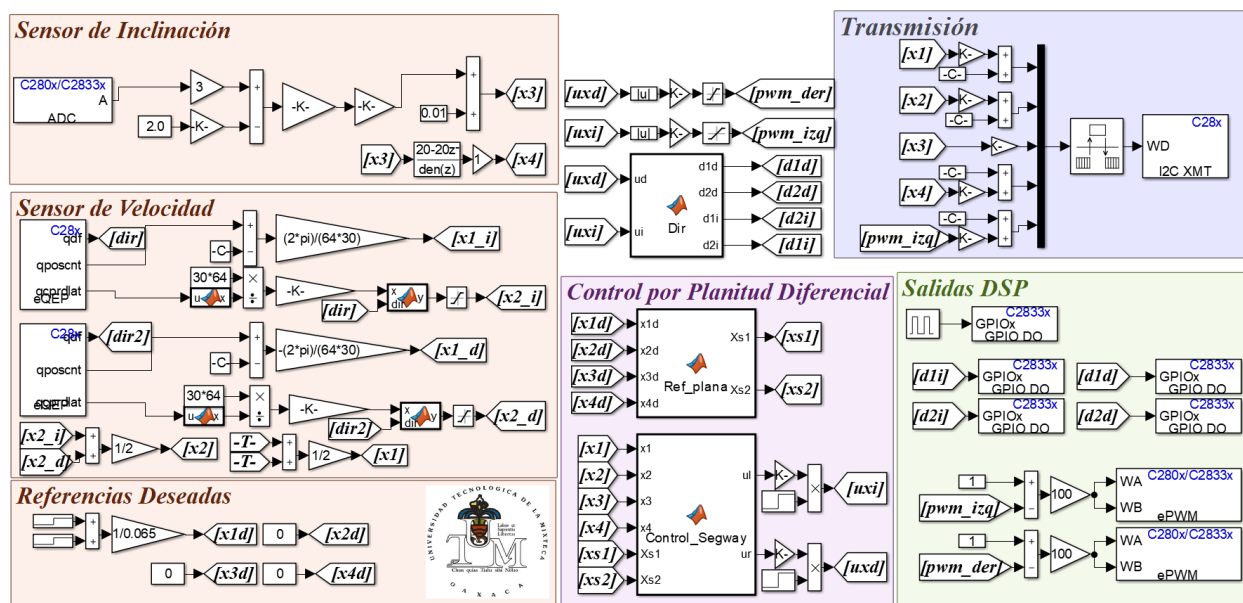 Sensor de Inclinación
C280x/C2833x
A
ADC
3
2.0
-K-
-K-
-K-
0.01
[x3]
[x3]
20-20z⁻
den(z)
1
[x4]
[uxd]
|u|
K-
[pwm_der]
[uxi]
|u|
K-
[pwm_izq]
[uxd]
[uxi]
ud
ui
Dir
d1d
d2d
d1i
d2i
[d1d]
[d2d]
[d2i]
[d1i]
Transmisión
[x1]
K-
-C-
[x2]
K-
-C-
[x3]
K-
-C-
[x4]
K-
-C-
[pwm_izq]
K-
C28x
WD
I2C XMT
Sensor de Velocidad
C28x
qdf
qposcnt
qcprdlat
eQEP
[dir]
-C-
(2*pi)/(64*30)
[x1_i]
30*64
u
x
-K-
[dir]
x
dir
y
[x2_i]
C28x
qdf
qposcnt
qcprdlat
eQEP
[dir2]
-C-
-(2*pi)/(64*30)
[x1_d]
30*64
u
x
-K-
[dir2]
x
dir
y
[x2_d]
[x2_i]
[x2_d]
1/2
[x2]
-T-
-T-
1/2
[x1]
Referencias Deseadas
1/0.065
[x1d]
0
[x2d]
0
[x3d]
0
[x4d]
UNIVERSIDAD TECNOLOGICA DE LA MIXTECA
OAXACA
Labor et
Sapientia
Libertas
UTM
Control por Planitud Diferencial
[x1d]
[x2d]
[x3d]
[x4d]
x1d
x2d
x3d
x4d
Ref_plana
Xs1
Xs2
[xs1]
[xs2]
[x1]
[x2]
[x3]
[x4]
[xs1]
[xs2]
x1
x2
x3
x4
Xs1
Xs2
Control_Segway
ul
ur
K-
[uxi]
K-
[uxd]
Salidas DSP
C2833x
GPIOx
GPIO DO
[d1i]
C2833x
GPIOx
GPIO DO
[d1d]
C2833x
GPIOx
GPIO DO
[d2i]
C2833x
GPIOx
GPIO DO
[d2d]
C2833x
GPIOx
GPIO DO
1
[pwm_izq]
100
C280x/C2833x
WA
WB
ePWM
1
[pwm_der]
100
C280x/C2833x
WA
WB
ePWM